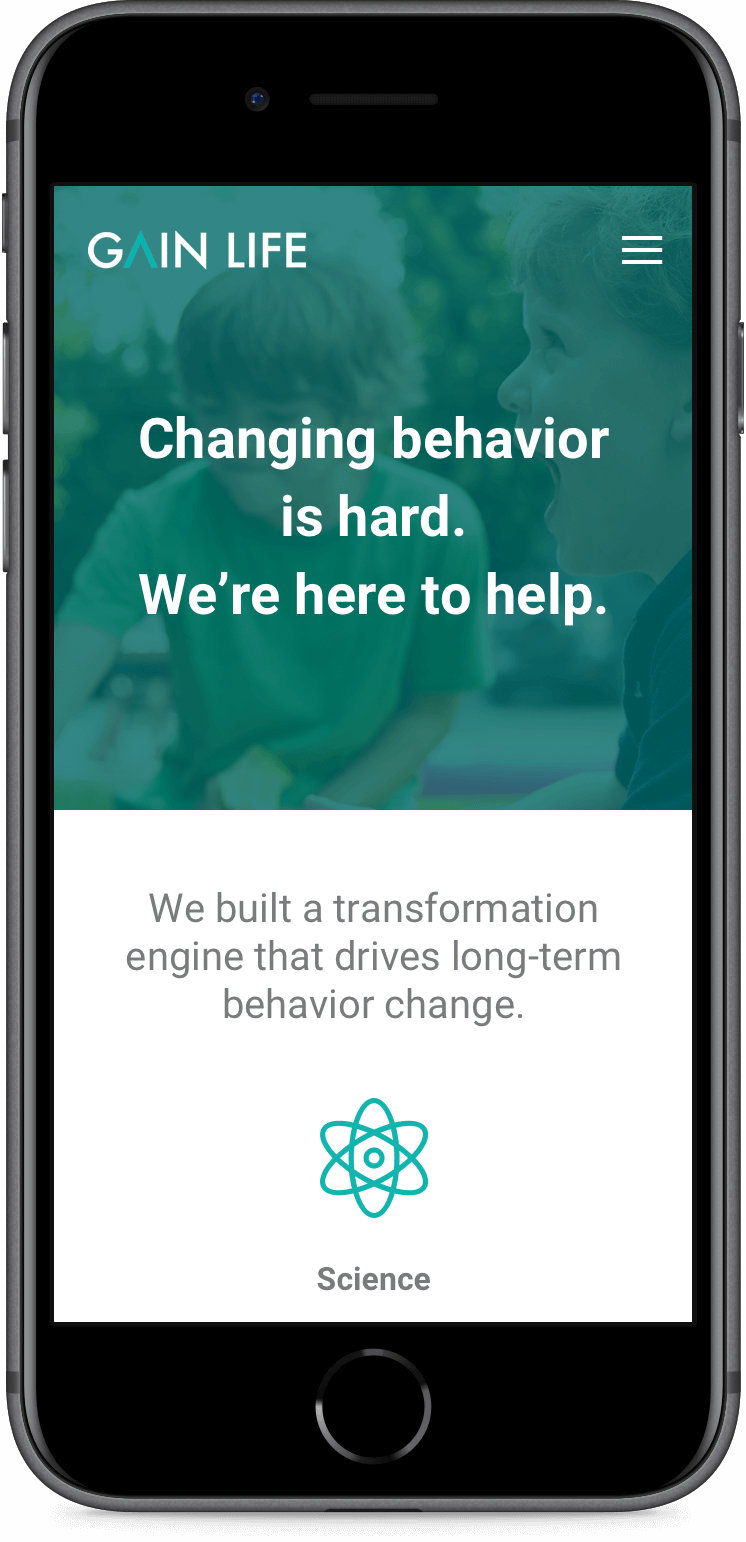 GAIN LIFE
Changing behavior
is hard.
We’re here to help.
We built a transformation
engine that drives long-term
behavior change.
Science